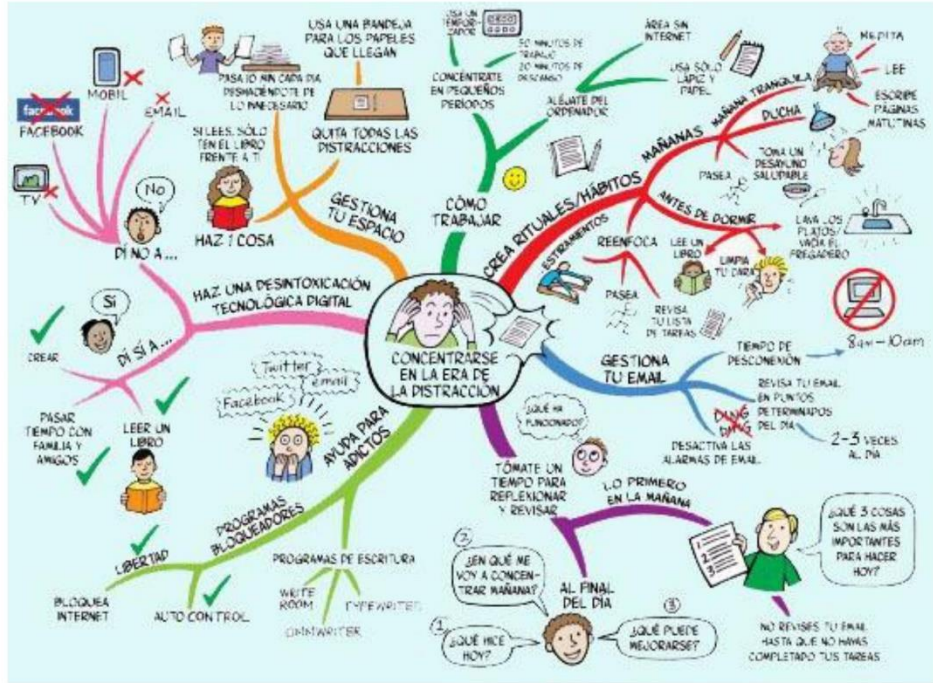 CONCENTRARSE
EN LA ERA DE
LA DISTRACCIÓN
CÓMO
TRABAJAR
CONCÉNTRATE
EN PEQUEÑOS
PERÍODOS
USA UN
TEMPORI-
ZADOR
50 MINUTOS DE
TRABAJO
20 MINUTOS DE
DESCANSO
ALÉJATE DEL
ORDENADOR
ÁREA SIN
INTERNET
USA SÓLO
LÁPIZ Y
PAPEL
CREA RITUALES/HÁBITOS
MAÑANAS
MAÑANA TRANQUILA
MEDITA
LEE
ESCRIBE
PÁGINAS
MATUTINAS
DUCHA
TOMA UN
DESAYUNO
SALUDABLE
PASEA
ANTES DE DORMIR
LAVA LOS
PLATOS/
VACÍA EL
FREGADERO
LIMPIA
TU CARA
LEE UN
LIBRO
REENFOCA
ESTIRAMIENTOS
PASEA
REVISA
TU LISTA
DE TAREAS
GESTIONA
TU EMAIL
TIEMPO DE
DESCONEXIÓN
8am-10am
REVISA TU EMAIL
EN PUNTOS
DETERMINADOS
DEL DÍA
2-3 VECES
AL DÍA
DING
DING
DESACTIVA LAS
ALARMAS DE EMAIL
TÓMATE UN
TIEMPO PARA
REFLEXIONAR
Y REVISAR
¿QUÉ HA
FUNCIONADO?
LO PRIMERO
EN LA MAÑANA
1
2
3
¿QUÉ 3 COSAS
SON LAS MÁS
IMPORTANTES
PARA HACER
HOY?
NO REVISES TU EMAIL
HASTA QUE NO HAYAS
COMPLETADO TUS TAREAS
AL FINAL
DEL DÍA
1
¿QUÉ HICE
HOY?
2
¿EN QUÉ ME
VOY A CONCEN-
TRAR MAÑANA?
3
¿QUÉ PUEDE
MEJORARSE?
AYUDA PARA
ADICTOS
Twitter
email
Facebook
PROGRAMAS DE ESCRITURA
WRITE
ROOM
OMMWRITER
TYPEWRITER
PROGRAMAS
BLOQUEADORES
LIBERTAD
BLOQUEA
INTERNET
AUTO CONTROL
HAZ UNA DESINTOXICACIÓN
TECNOLÓGICA DIGITAL
DÍ SÍ A...
Sí
CREAR
PASAR
TIEMPO CON
FAMILIA Y
AMIGOS
LEER UN
LIBRO
DÍ NO A...
No
TV
facebook
FACEBOOK
MOBIL
EMAIL
GESTIONA
TU ESPACIO
HAZ 1 COSA
SI LEES, SÓLO
TEN EL LIBRO
FRENTE A TI
PASA 10 MIN CADA DÍA
DESHACIÉNDOTE DE
LO INNECESARIO
QUITA TODAS LAS
DISTRACCIONES
USA UNA BANDEJA
PARA LOS PAPELES
QUE LLEGAN